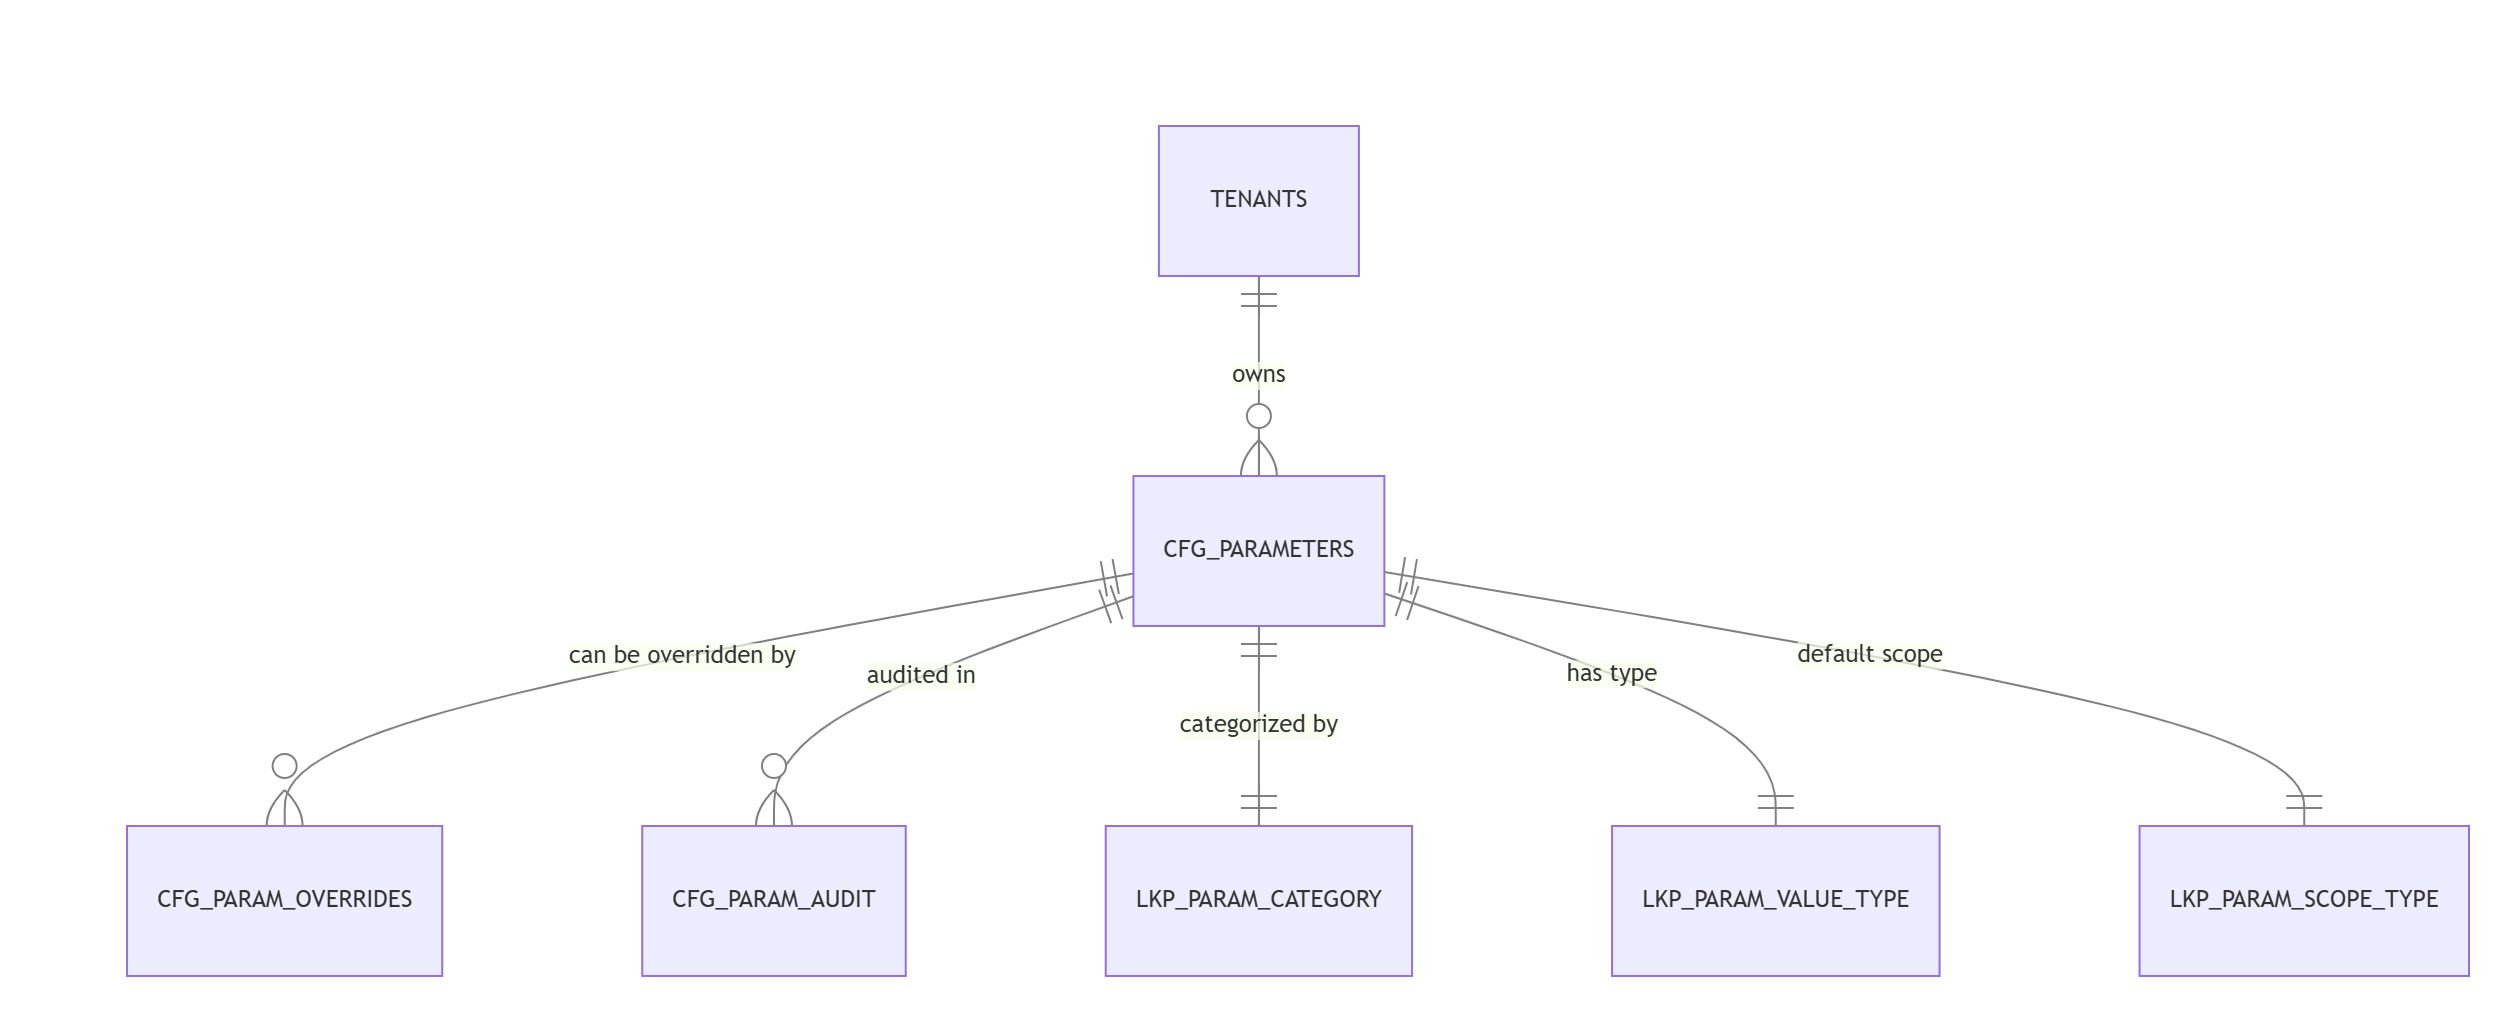 TENANTS
owns
CFG_PARAMETERS
can be overridden by
audited in
categorized by
has type
default scope
CFG_PARAM_OVERRIDES
CFG_PARAM_AUDIT
LKP_PARAM_CATEGORY
LKP_PARAM_VALUE_TYPE
LKP_PARAM_SCOPE_TYPE